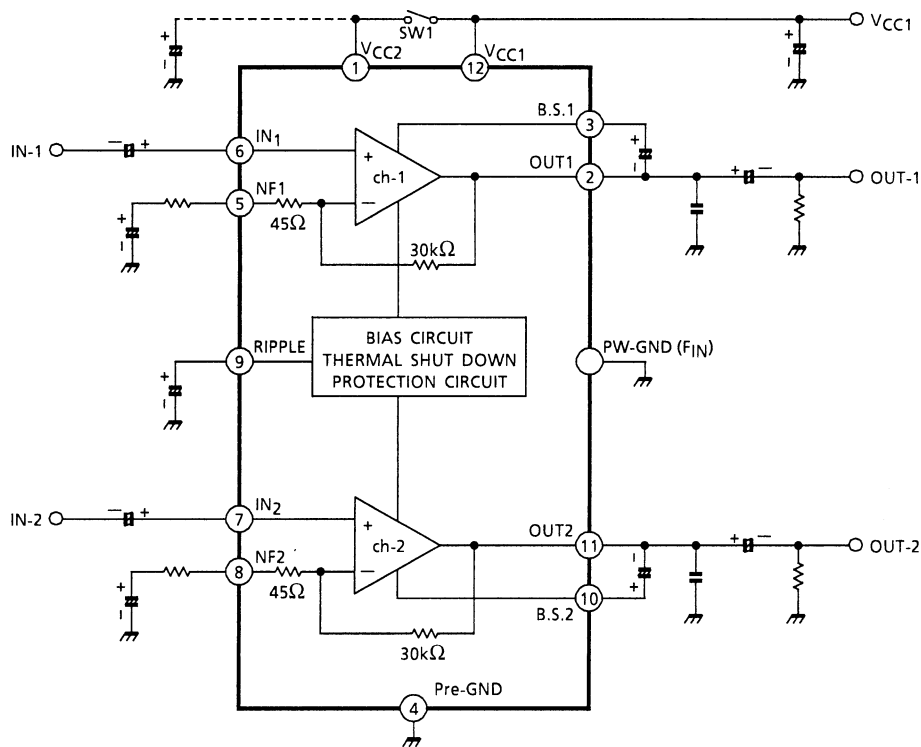 SW1
VCC1
VCC2
VCC1
1
12
B.S.1
3
IN-1
IN1
6
+
ch-1
−
OUT1
2
OUT-1
NF1
5
45Ω
30kΩ
RIPPLE
9
BIAS CIRCUIT
THERMAL SHUT DOWN
PROTECTION CIRCUIT
PW-GND (FIN)
IN-2
IN2
7
+
ch-2
−
OUT2
11
OUT-2
NF2
8
45Ω
10
B.S.2
30kΩ
Pre-GND
4